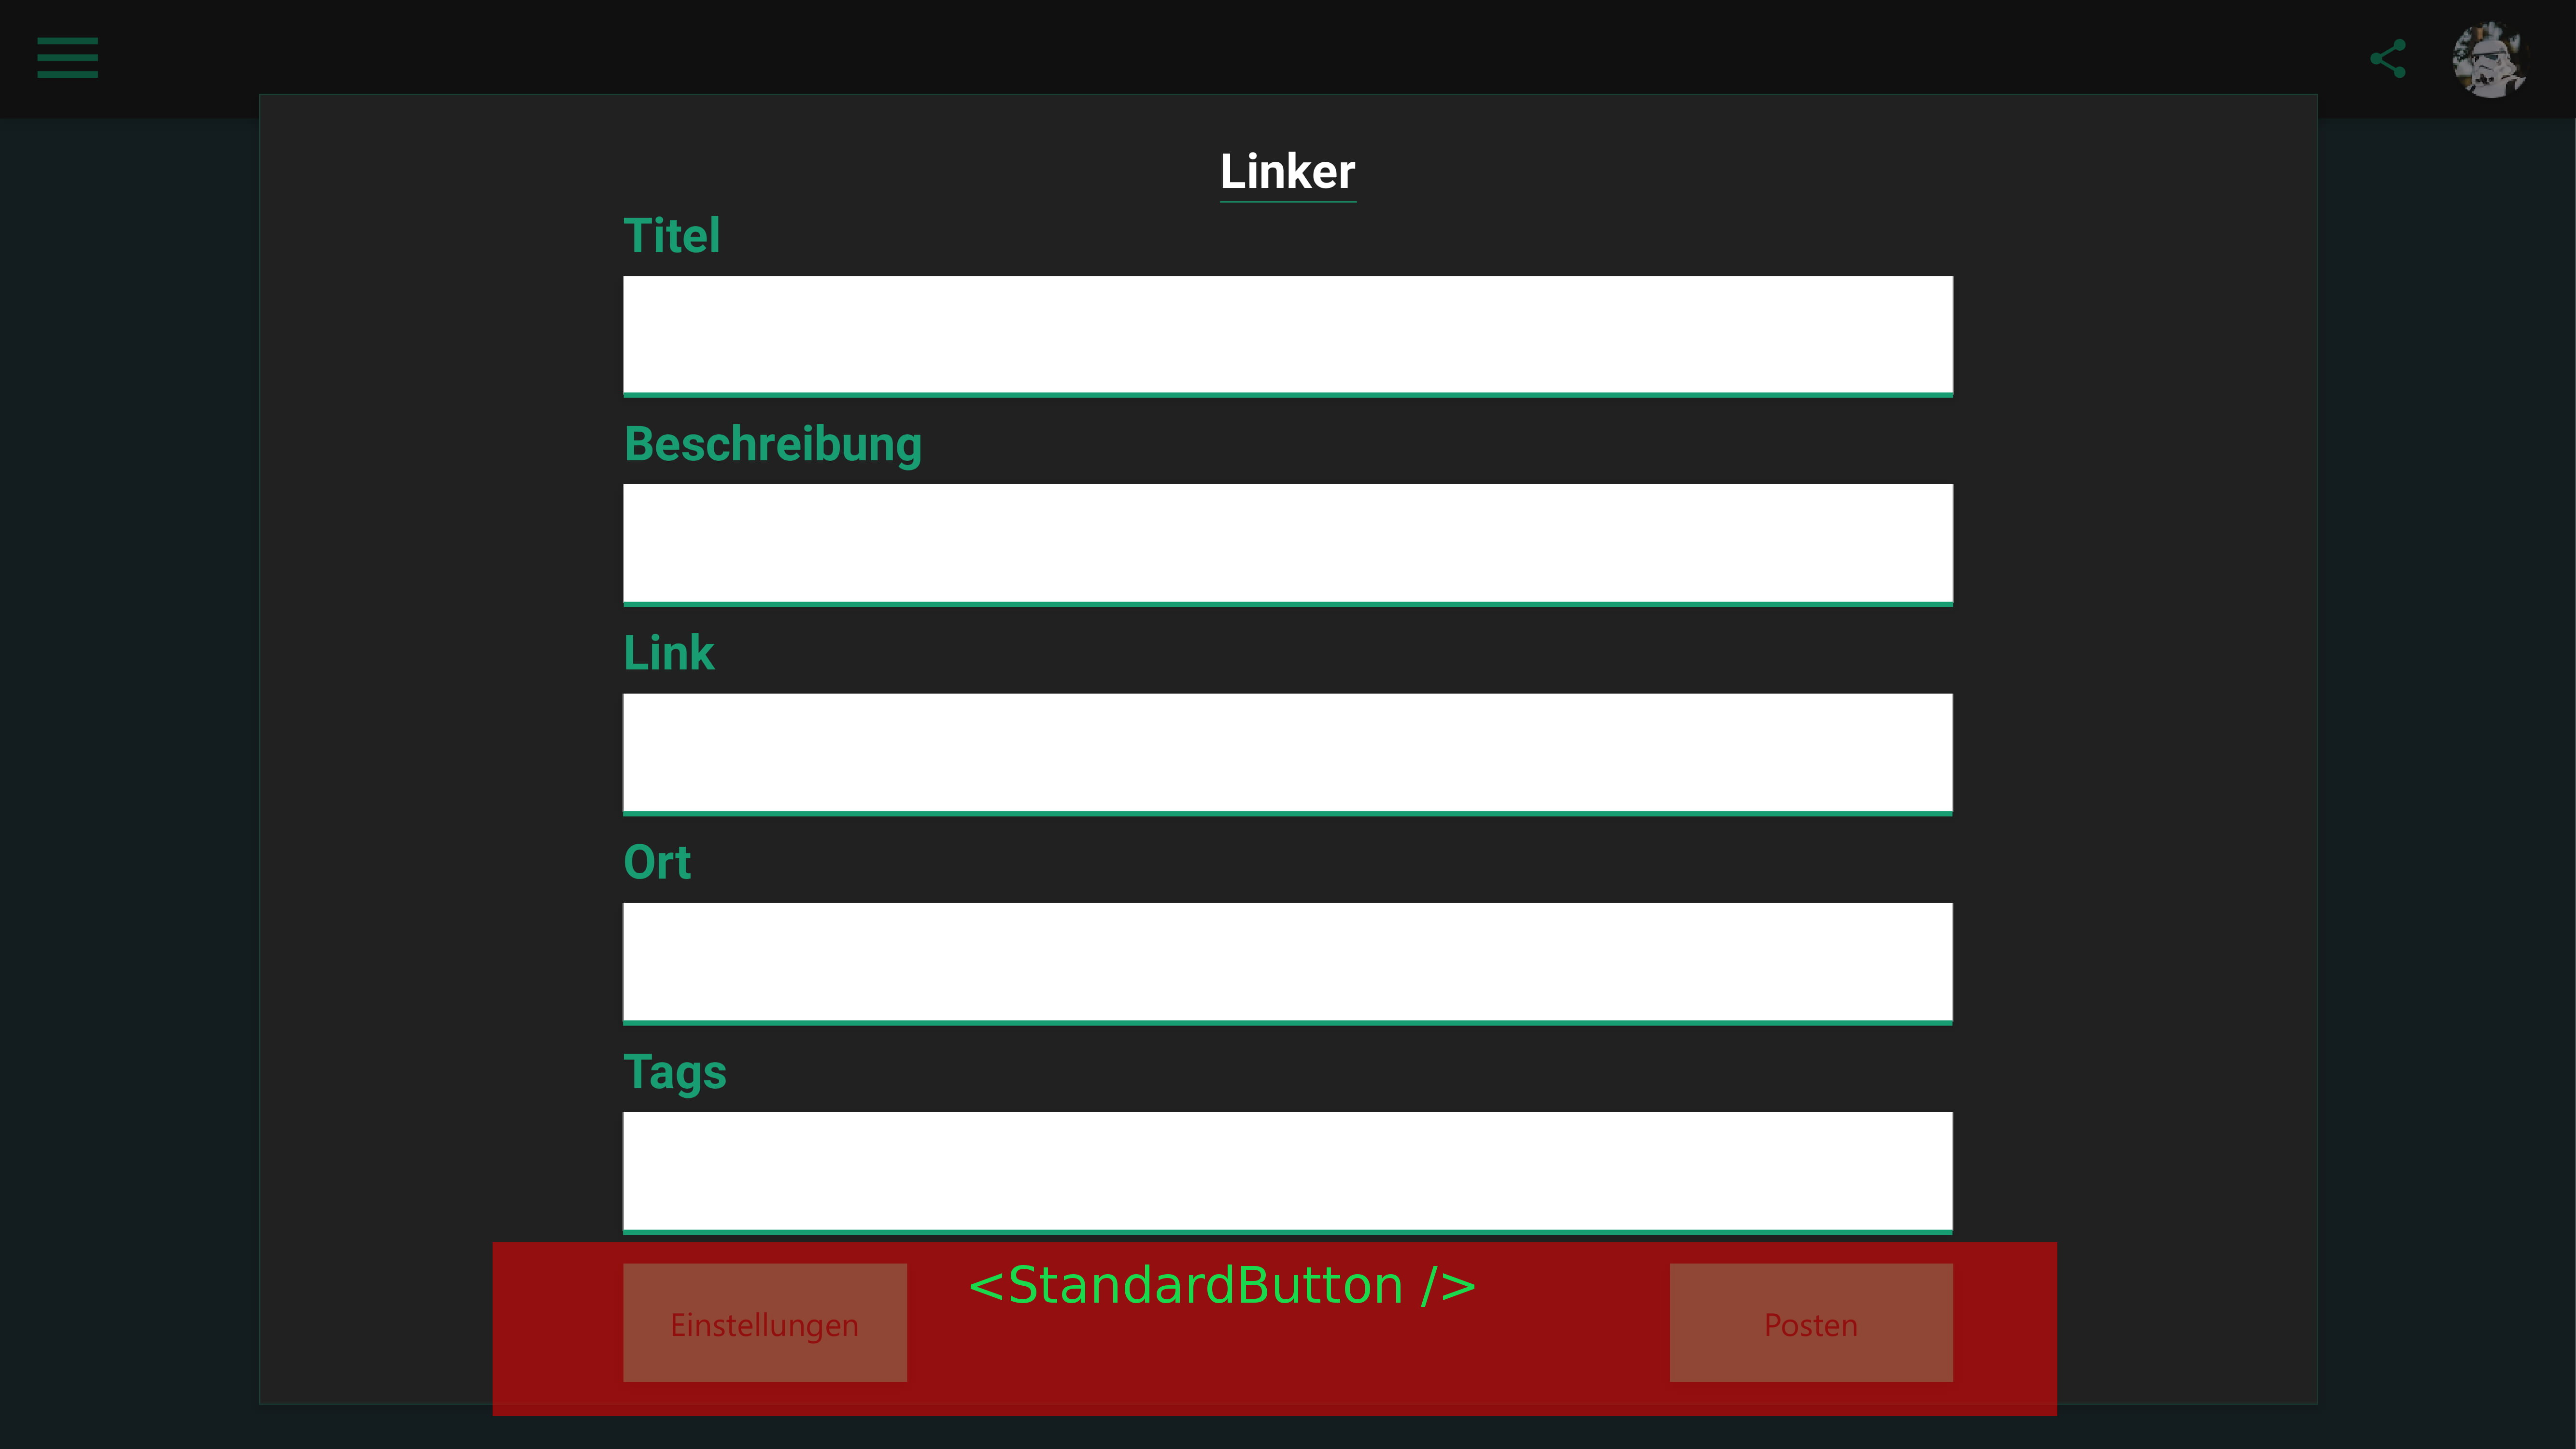 Linker
Titel
Beschreibung
Link
Ort
Tags
<StandardButton />
Einstellungen
Posten